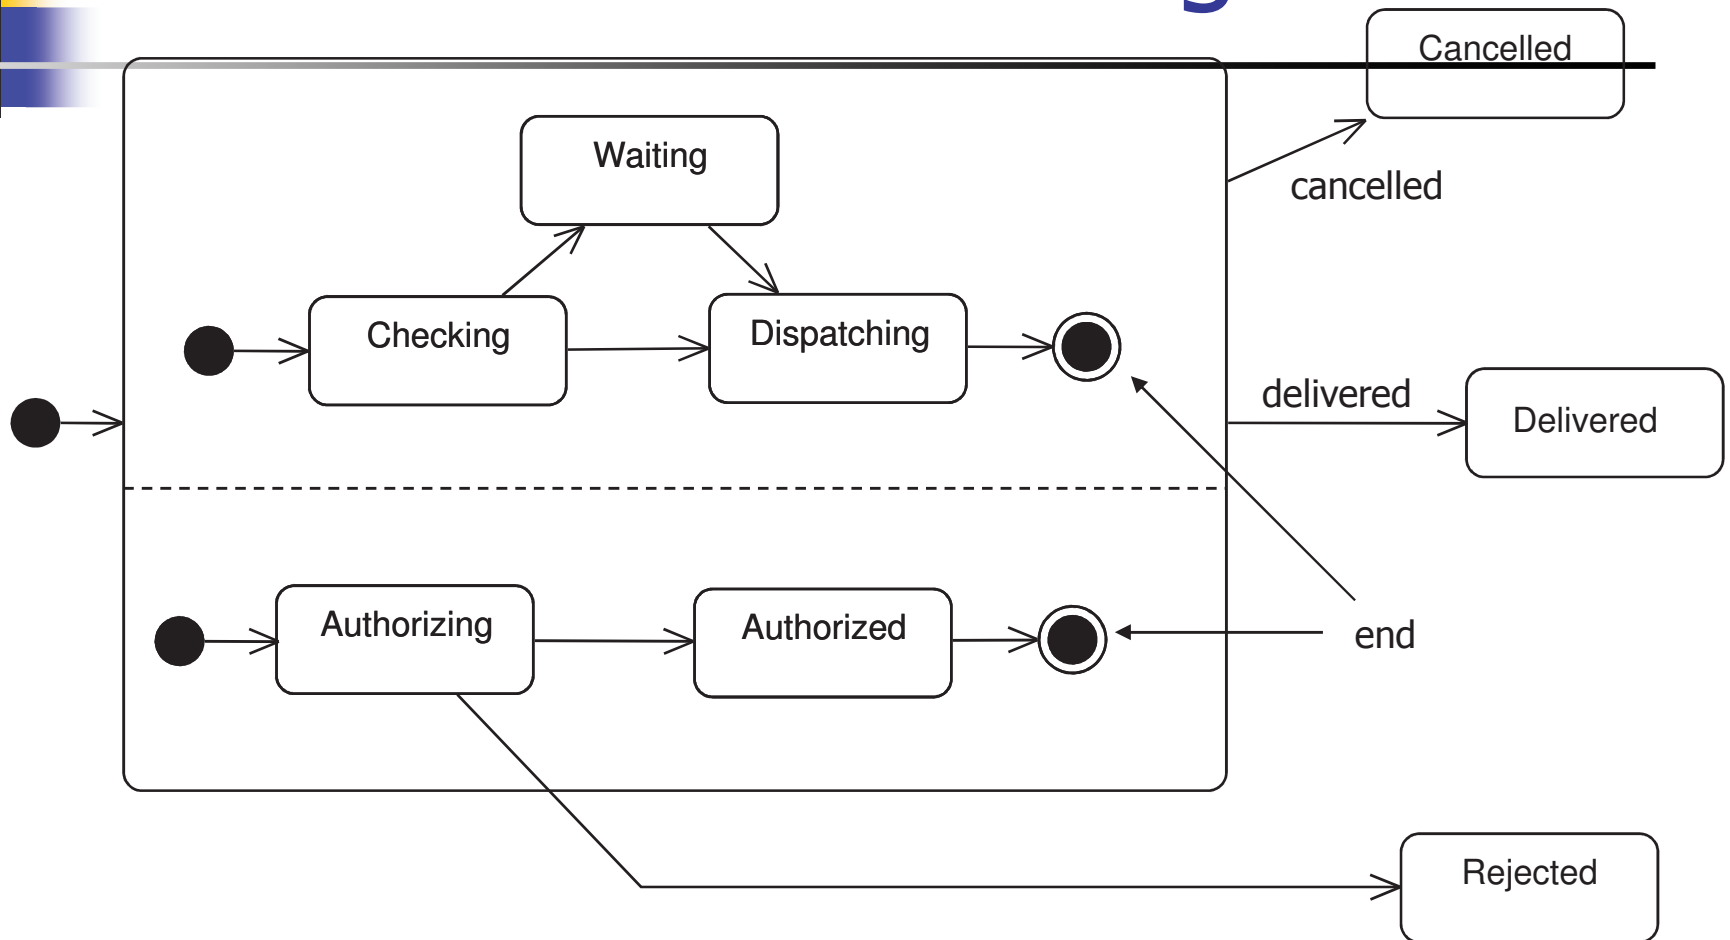 Cancelled
Waiting
cancelled
Checking
Dispatching
delivered
Delivered
Authorizing
Authorized
end
Rejected